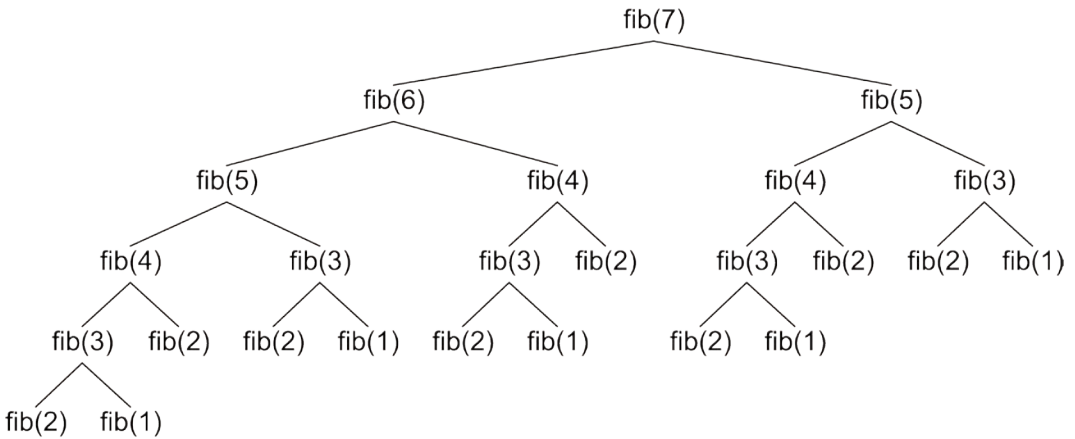 fib(7)
fib(6) fib(5)
fib(5) fib(4) fib(4) fib(3)
fib(4) fib(3) fib(3) fib(2) fib(3) fib(2) fib(2) fib(1)
fib(3) fib(2) fib(2) fib(1) fib(2) fib(1) fib(2) fib(1)
fib(2) fib(1)